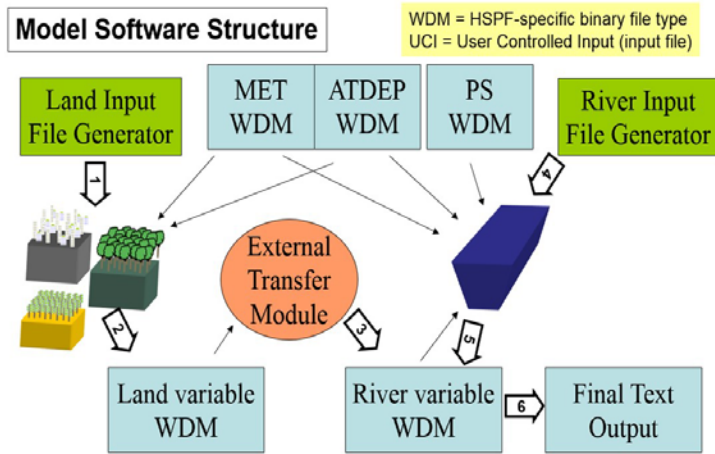 Model Software Structure
WDM = HSPF-specific binary file type
UCI = User Controlled Input (input file)
Land Input
File Generator
MET
WDM
ATDEP
WDM
PS
WDM
River Input
File Generator
1
4
External
Transfer
Module
2
3
5
Land variable
WDM
River variable
WDM
6
Final Text
Output